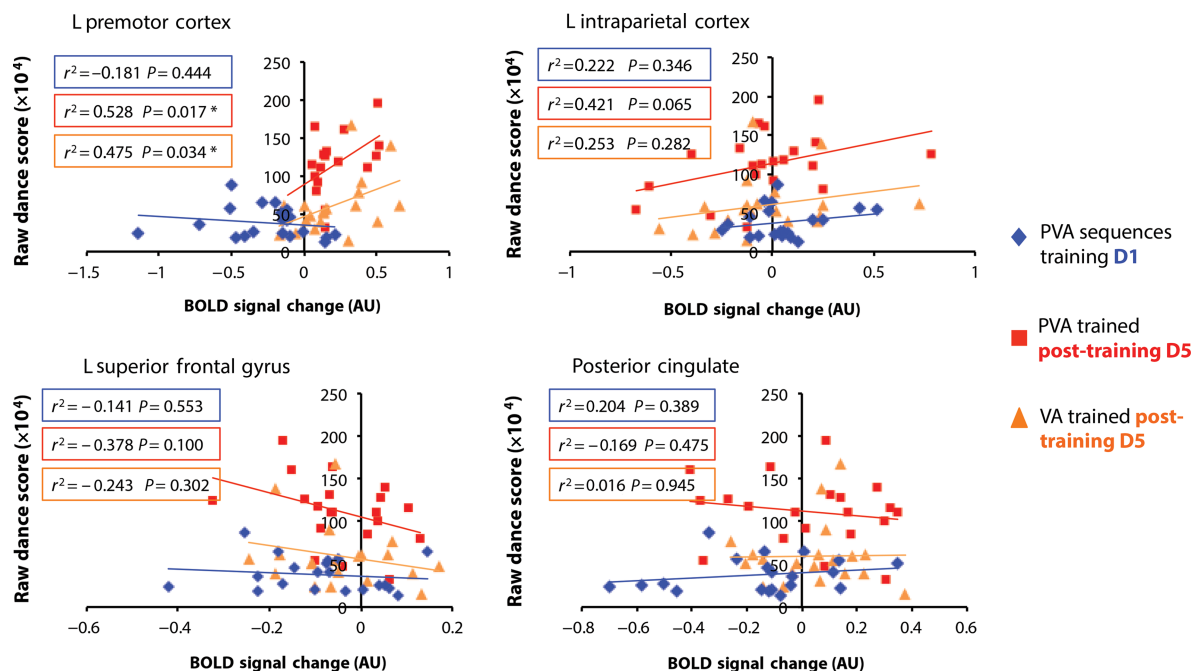 L premotor cortex
r²=−0.181 P= 0.444
r²=0.528 P=0.017 *
r²=0.475 P=0.034 *
Raw dance score (×10⁴)
250
200
150
100
50
0
−1.5
−1
−0.5
0
0.5
1
BOLD signal change (AU)
L intraparietal cortex
r²=0.222 P= 0.346
r²=0.421 P=0.065
r²=0.253 P=0.282
Raw dance score (×10⁴)
250
200
150
100
50
0
−1
−0.5
0
0.5
1
BOLD signal change (AU)
PVA sequences
training D1
PVA trained
post-training D5
VA trained post-
training D5
L superior frontal gyrus
r²=−0.141 P= 0.553
r²=−0.378 P= 0.100
r²=−0.243 P= 0.302
Raw dance score (×10⁴)
250
200
150
100
50
0
−0.6
−0.4
−0.2
0
0.2
BOLD signal change (AU)
Posterior cingulate
r²=0.204 P= 0.389
r²=−0.169 P=0.475
r²=0.016 P=0.945
Raw dance score (×10⁴)
250
200
150
100
50
0
−0.8
−0.6
−0.4
−0.2
0
0.2
0.4
0.6
BOLD signal change (AU)